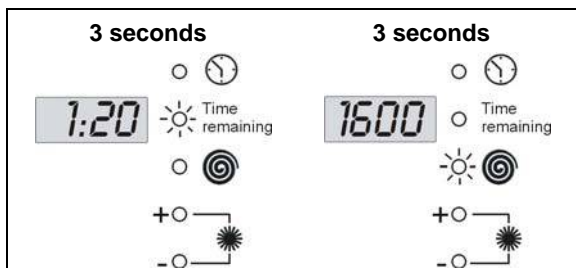 3 seconds
3 seconds
1:20
Time
remaining
1600
Time
remaining
+
-
+
-